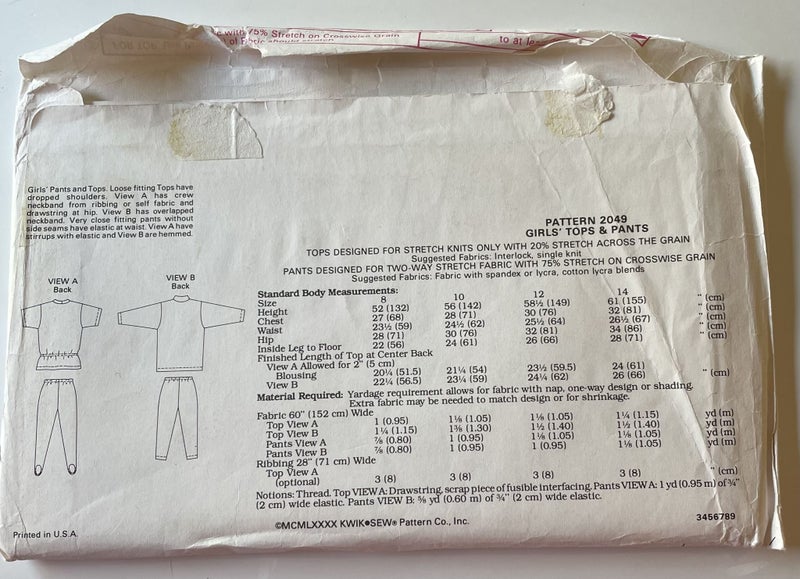 with 75% Stretch on Crosswise Grain
of Fabric should stretch
to at lea
Girls' Pants and Tops. Loose fitting Tops have
dropped shoulders. View A has crew
neckband from ribbing or self fabric and
drawstring at hip. View B has overlapped
neckband. Very close fitting pants without
side seams have elastic at waist. View A have
stirrups with elastic and View B are hemmed.
VIEW A
Back
VIEW B
Back
PATTERN 2049
GIRLS' TOPS & PANTS
TOPS DESIGNED FOR STRETCH KNITS ONLY WITH 20% STRETCH ACROSS THE GRAIN
Suggested Fabrics: Interlock, single knit
PANTS DESIGNED FOR TWO-WAY STRETCH FABRIC WITH 75% STRETCH ON CROSSWISE GRAIN
Suggested Fabrics: Fabric with spandex or lycra, cotton lycra blends
Standard Body Measurements:
Size 8 10 12 14
Height 52 (132) 56 (142) 58½ (149) 61 (155) " (cm)
Chest 27 (68) 28 (71) 30 (76) 32 (81) " (cm)
Waist 23½ (59) 24½ (62) 25½ (64) 26½ (67) " (cm)
Hip 28 (71) 30 (76) 32 (81) 34 (86) " (cm)
Inside Leg to Floor 22 (56) 24 (61) 26 (66) 28 (71) " (cm)
Finished Length of Top at Center Back
View A Allowed for 2" (5 cm)
Blousing 20¼ (51.5) 21¼ (54) 23½ (59.5) 24 (61) " (cm)
View B 22¼ (56.5) 23¼ (59) 24¼ (62) 26 (66)
Material Required: Yardage requirement allows for fabric with nap, one-way design or shading.
Extra fabric may be needed to match design or for shrinkage.
Fabric 60" (152 cm) Wide
Top View A 1 (0.95) 1⅛ (1.05) 1⅛ (1.05) 1¼ (1.15) yd (m)
Top View B 1¼ (1.15) 1⅜ (1.30) 1½ (1.40) 1½ (1.40) yd (m)
Pants View A ⅞ (0.80) 1 (0.95) 1⅛ (1.05) 1⅛ (1.05) yd (m)
Pants View B ⅞ (0.80) 1 (0.95) 1 (0.95) 1⅛ (1.05) yd (m)
Ribbing 28" (71 cm) Wide
Top View A 3 (8) 3 (8) 3 (8) 3 (8) " (cm)
(optional)
Notions: Thread. Top VIEW A: Drawstring, scrap piece of fusible interfacing. Pants VIEW A: 1 yd (0.95 m) of ¾"
(2 cm) wide elastic. Pants VIEW B: ⅝ yd (0.60 m) of ¾" (2 cm) wide elastic.
©MCMLXXXX KWIK•SEW® Pattern Co., Inc.
3456789
Printed in U.S.A.